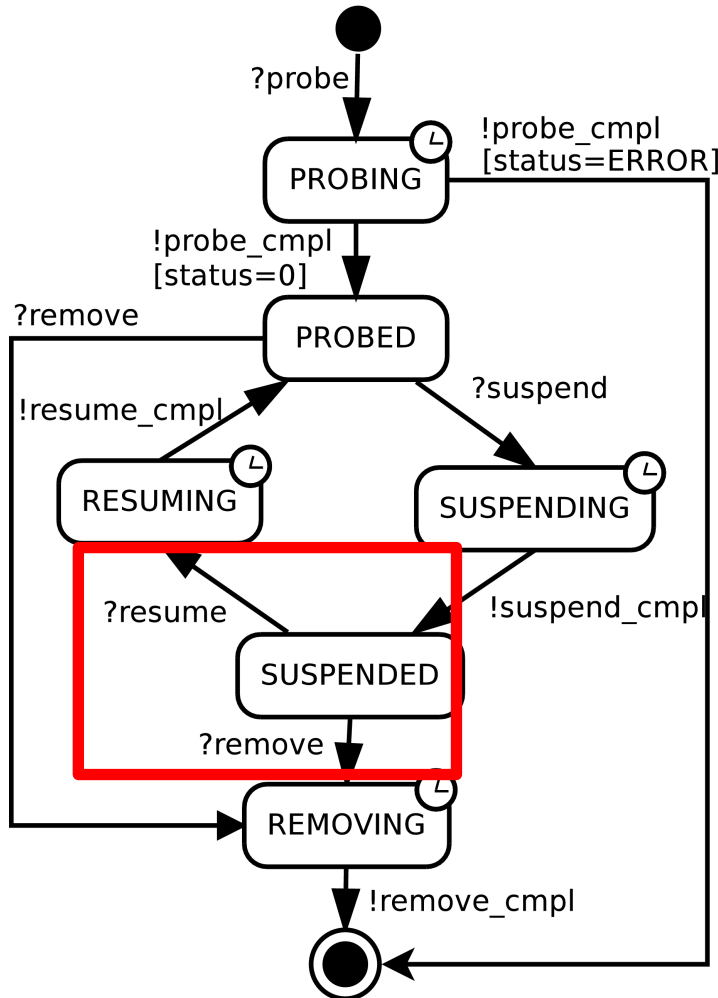 ?probe
!probe_cmpl
[status=ERROR]
PROBING
!probe_cmpl
[status=0]
?remove
PROBED
?suspend
!resume_cmpl
RESUMING
SUSPENDING
?resume
!suspend_cmpl
SUSPENDED
?remove
REMOVING
!remove_cmpl